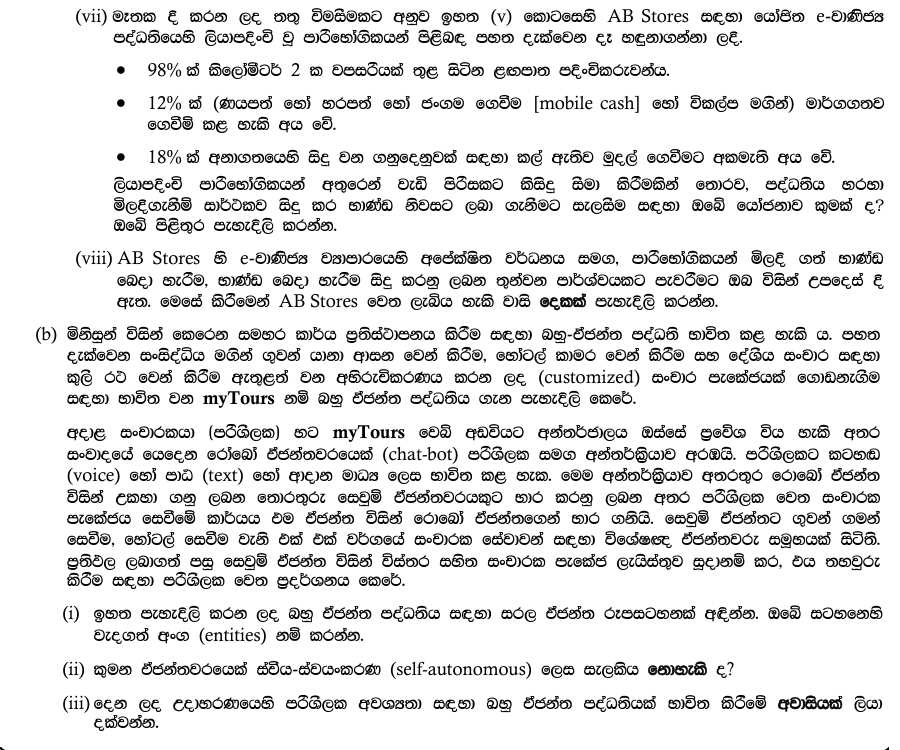 (vii) මෑතක දී කරන ලද තතු විමසීමකට අනුව ඉහත (v) කොටසෙහි AB Stores සඳහා යෝජිත e-වාණිජ්‍ය
පද්ධතියෙහි ලියාපදිංචි වූ පාරිභෝගිකයන් පිළිබඳ පහත දැක්වෙන දෑ හඳුනාගන්නා ලදී.
• 98% ක් කිලෝමීටර් 2 ක වපසරියක් තුළ සිටින ළඟපාත පදිංචිකරුවන්ය.
• 12% ක් (ණයපත් හෝ හරපත් හෝ ජංගම ගෙවීම් [mobile cash] හෝ විකල්ප මගින්) මාර්ගගතව
ගෙවීම් කළ හැකි අය වේ.
• 18% ක් අනාගතයෙහි සිදු වන ගනුදෙනුවක් සඳහා කල් ඇතිව මුදල් ගෙවීමට අකමැති අය වේ.
ලියාපදිංචි පාරිභෝගිකයන් අතුරෙන් වැඩි පිරිසකට කිසිදු සීමා කිරීමකින් තොරව, පද්ධතිය හරහා
මිලදීගැනීම් සාර්ථකව සිදු කර භාණ්ඩ නිවසට ලබා ගැනීමට සැලසීම සඳහා ඔබේ යෝජනාව කුමක් ද?
ඔබේ පිළිතුර පැහැදිලි කරන්න.
(viii) AB Stores හි e-වාණිජ්‍ය ව්‍යාපාරයෙහි අපේක්ෂිත වර්ධනය සමග, පාරිභෝගිකයන් මිලදී ගත් භාණ්ඩ
බෙදා හැරීම, භාණ්ඩ බෙදා හැරීම සිදු කරනු ලබන තුන්වන පාර්ශ්වයකට පැවරීමට ඔබ විසින් උපදෙස් දී
ඇත. මෙසේ කිරීමෙන් AB Stores වෙත ලැබිය හැකි වාසි දෙකක් පැහැදිලි කරන්න.
(b) මිනිසුන් විසින් කෙරෙන සමහර කාර්ය ප්‍රතිස්ථාපනය කිරීම සඳහා බහු-ඒජන්ත පද්ධති භාවිත කළ හැකි ය. පහත
දැක්වෙන සංසිද්ධිය මගින් ගුවන් යානා ආසන වෙන් කිරීම, හෝටල් කාමර වෙන් කිරීම සහ දේශීය සංචාර සඳහා
කුලී රථ වෙන් කිරීම ඇතුළත් වන අභිරුචිකරණය කරන ලද (customized) සංචාර පැකේජයක් ගොඩනැගීම
සඳහා භාවිත වන myTours නම් බහු ඒජන්ත පද්ධතිය ගැන පැහැදිලි කෙරේ.
අදාළ සංචාරකයා (පරිශීලක) හට myTours වෙබ් අඩවියට අන්තර්ජාලය ඔස්සේ ප්‍රවේශ විය හැකි අතර
සංවාදයේ යෙදෙන රෝබෝ ඒජන්තවරයෙක් (chat-bot) පරිශීලක සමග අන්තර්ක්‍රියාව අරඹයි. පරිශීලකට කටහඬ
(voice) හෝ පාඨ (text) හෝ ආදාන මාධ්‍ය ලෙස භාවිත කළ හැක. මෙම අන්තර්ක්‍රියාව අතරතුර රොබෝ ඒජන්ත
විසින් උකහා ගනු ලබන තොරතුරු සෙවුම් ඒජන්තවරයකුට භාර කරනු ලබන අතර පරිශීලක වෙත සංචාරක
පැකේජය සෙවීමේ කාර්යය එම ඒජන්ත විසින් රොබෝ ඒජන්තගෙන් භාර ගනියි. සෙවුම් ඒජන්තට ගුවන් ගමන්
සෙවීම, හෝටල් සෙවීම වැනි එක් එක් වර්ගයේ සංචාරක සේවාවන් සඳහා විශේෂඥ ඒජන්තවරු සමූහයක් සිටිති.
ප්‍රතිඵල ලබාගත් පසු සෙවුම් ඒජන්ත විසින් විස්තර සහිත සංචාරක පැකේජ ලැයිස්තුව සූදානම් කර, එය තහවුරු
කිරීම සඳහා පරිශීලක වෙත ප්‍රදර්ශනය කෙරේ.
(i) ඉහත පැහැදිලි කරන ලද බහු ඒජන්ත පද්ධතිය සඳහා සරල ඒජන්ත රූපසටහනක් අඳින්න. ඔබේ සටහනෙහි
වැදගත් අංග (entities) නම් කරන්න.
(ii) කුමන ඒජන්තවරයෙක් ස්වීය-ස්වයංකරණ (self-autonomous) ලෙස සැලකිය නොහැකි ද?
(iii) දෙන ලද උදාහරණයෙහි පරිශීලක අවශ්‍යතා සඳහා බහු ඒජන්ත පද්ධතියක් භාවිත කිරීමේ අවාසියක් ලියා
දක්වන්න.